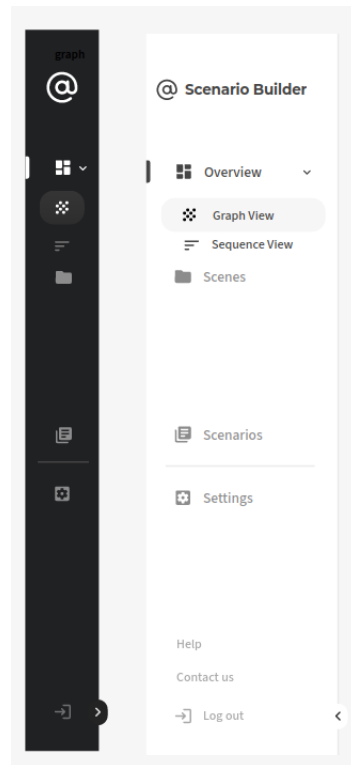 graph
@
@ Scenario Builder
Overview
Graph View
Sequence View
Scenes
Scenarios
Settings
Help
Contact us
Log out